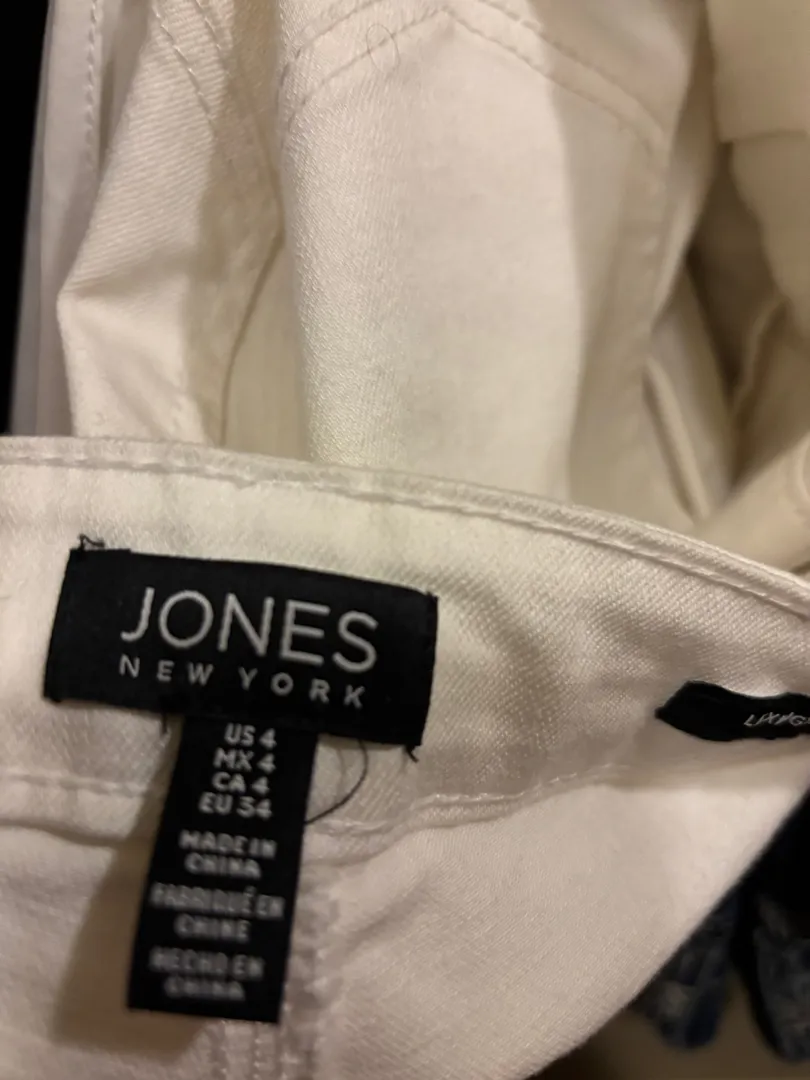 JONES
NEW YORK
US 4
MX 4
CA 4
EU 34
MADE IN
CHINA
FABRIQUÉ EN
CHINE
HECHO EN
CHINA